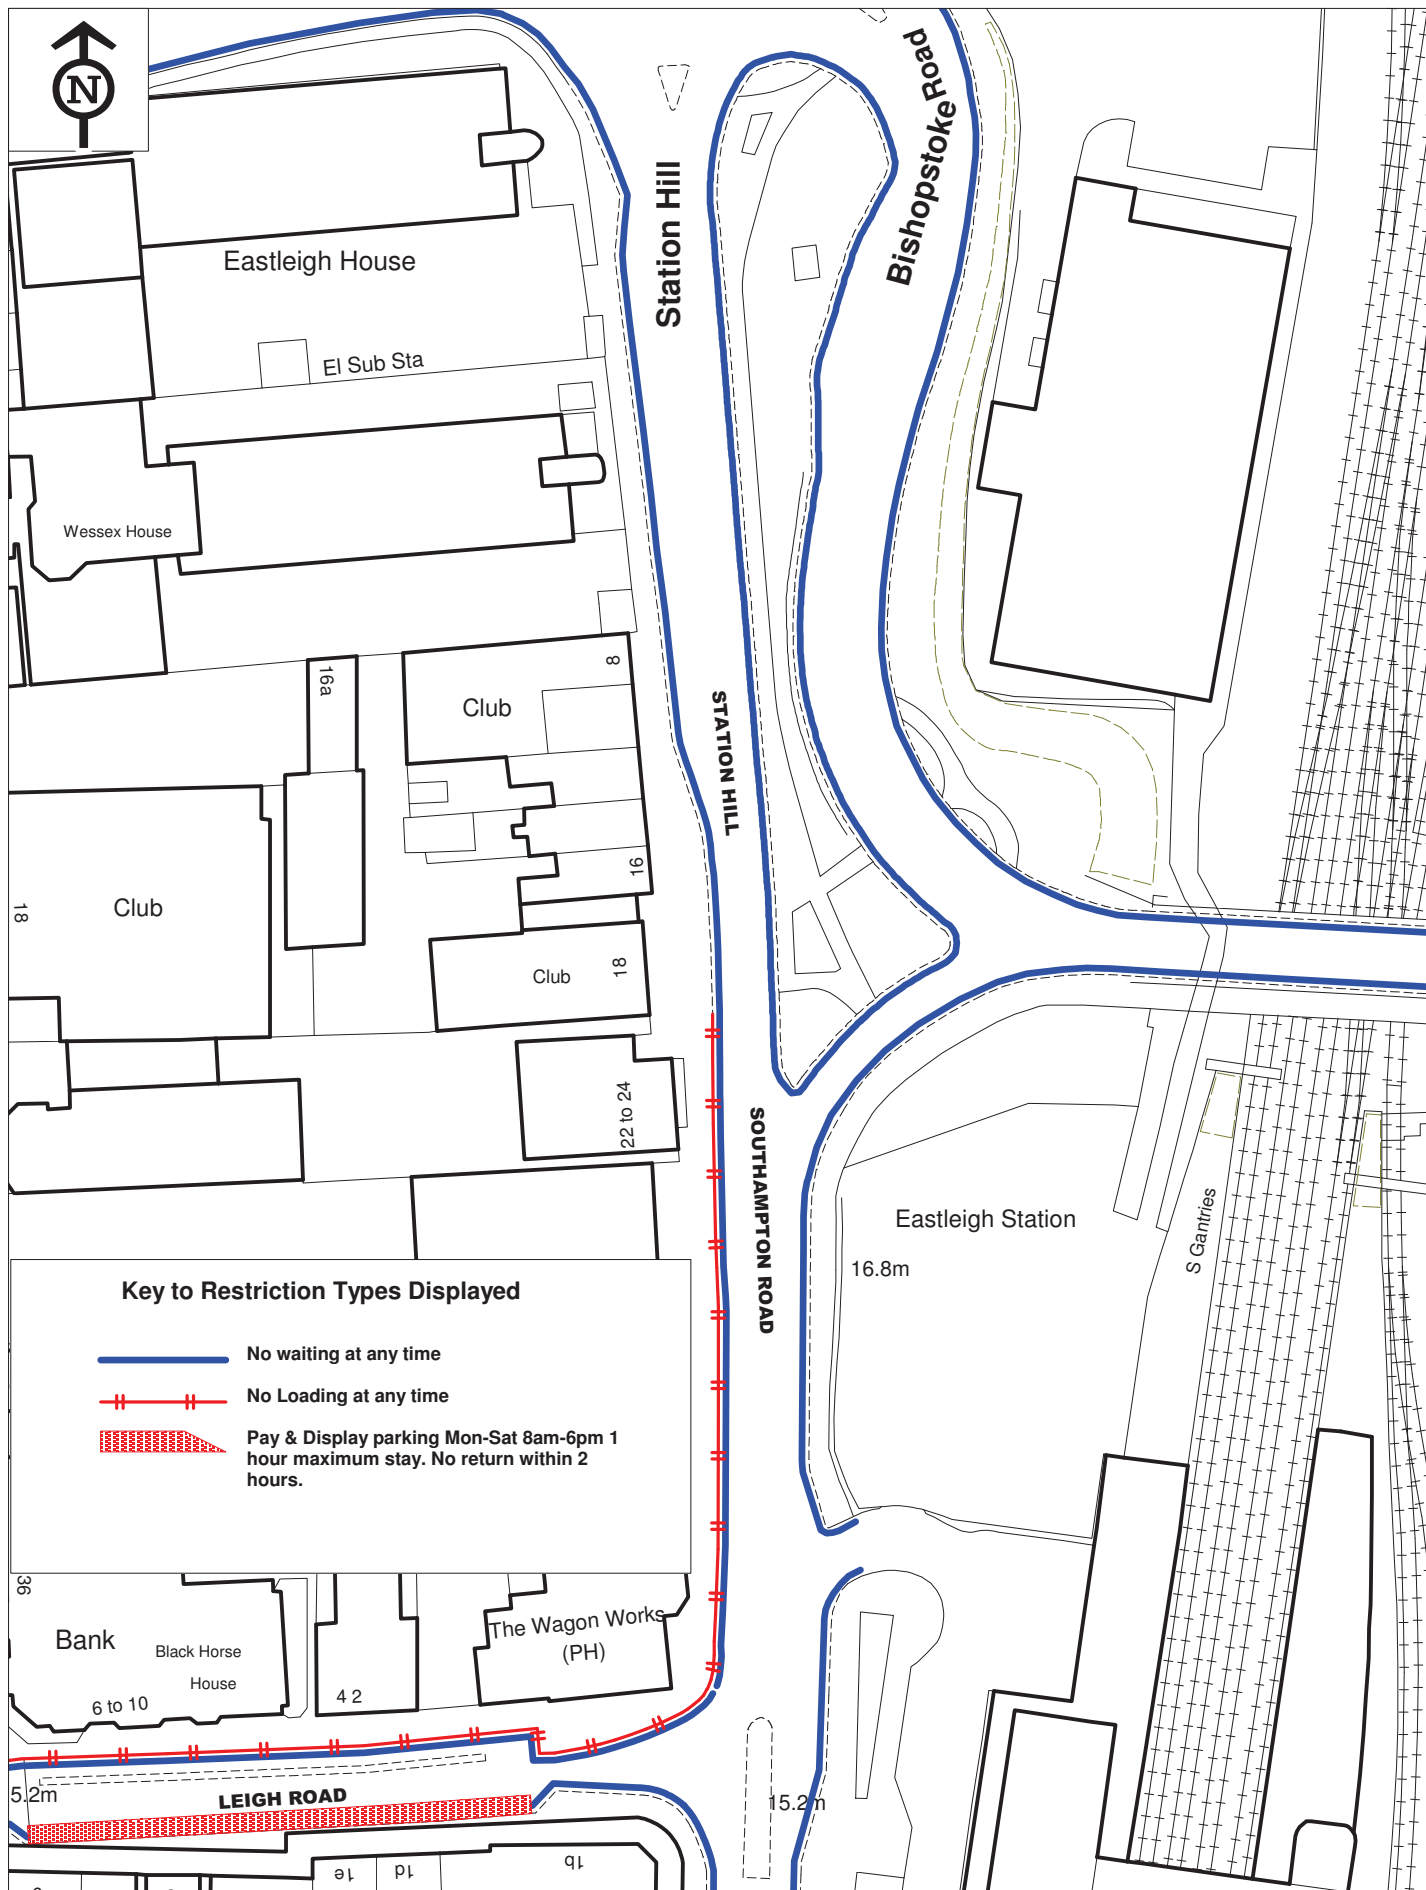 N
Bishopstoke Road
Station Hill
Eastleigh House
El Sub Sta
Wessex House
16a
8
Club
STATION HILL
16
18
Club
Club
18
22 to 24
SOUTHAMPTON ROAD
Eastleigh Station
S Gantries
16.8m
Key to Restriction Types Displayed
No waiting at any time
No Loading at any time
Pay & Display parking Mon-Sat 8am-6pm 1
hour maximum stay. No return within 2
hours.
36
Bank
Black Horse
House
6 to 10
4 2
The Wagon Works
(PH)
5.2m
LEIGH ROAD
15.2m
1e
1d
1b